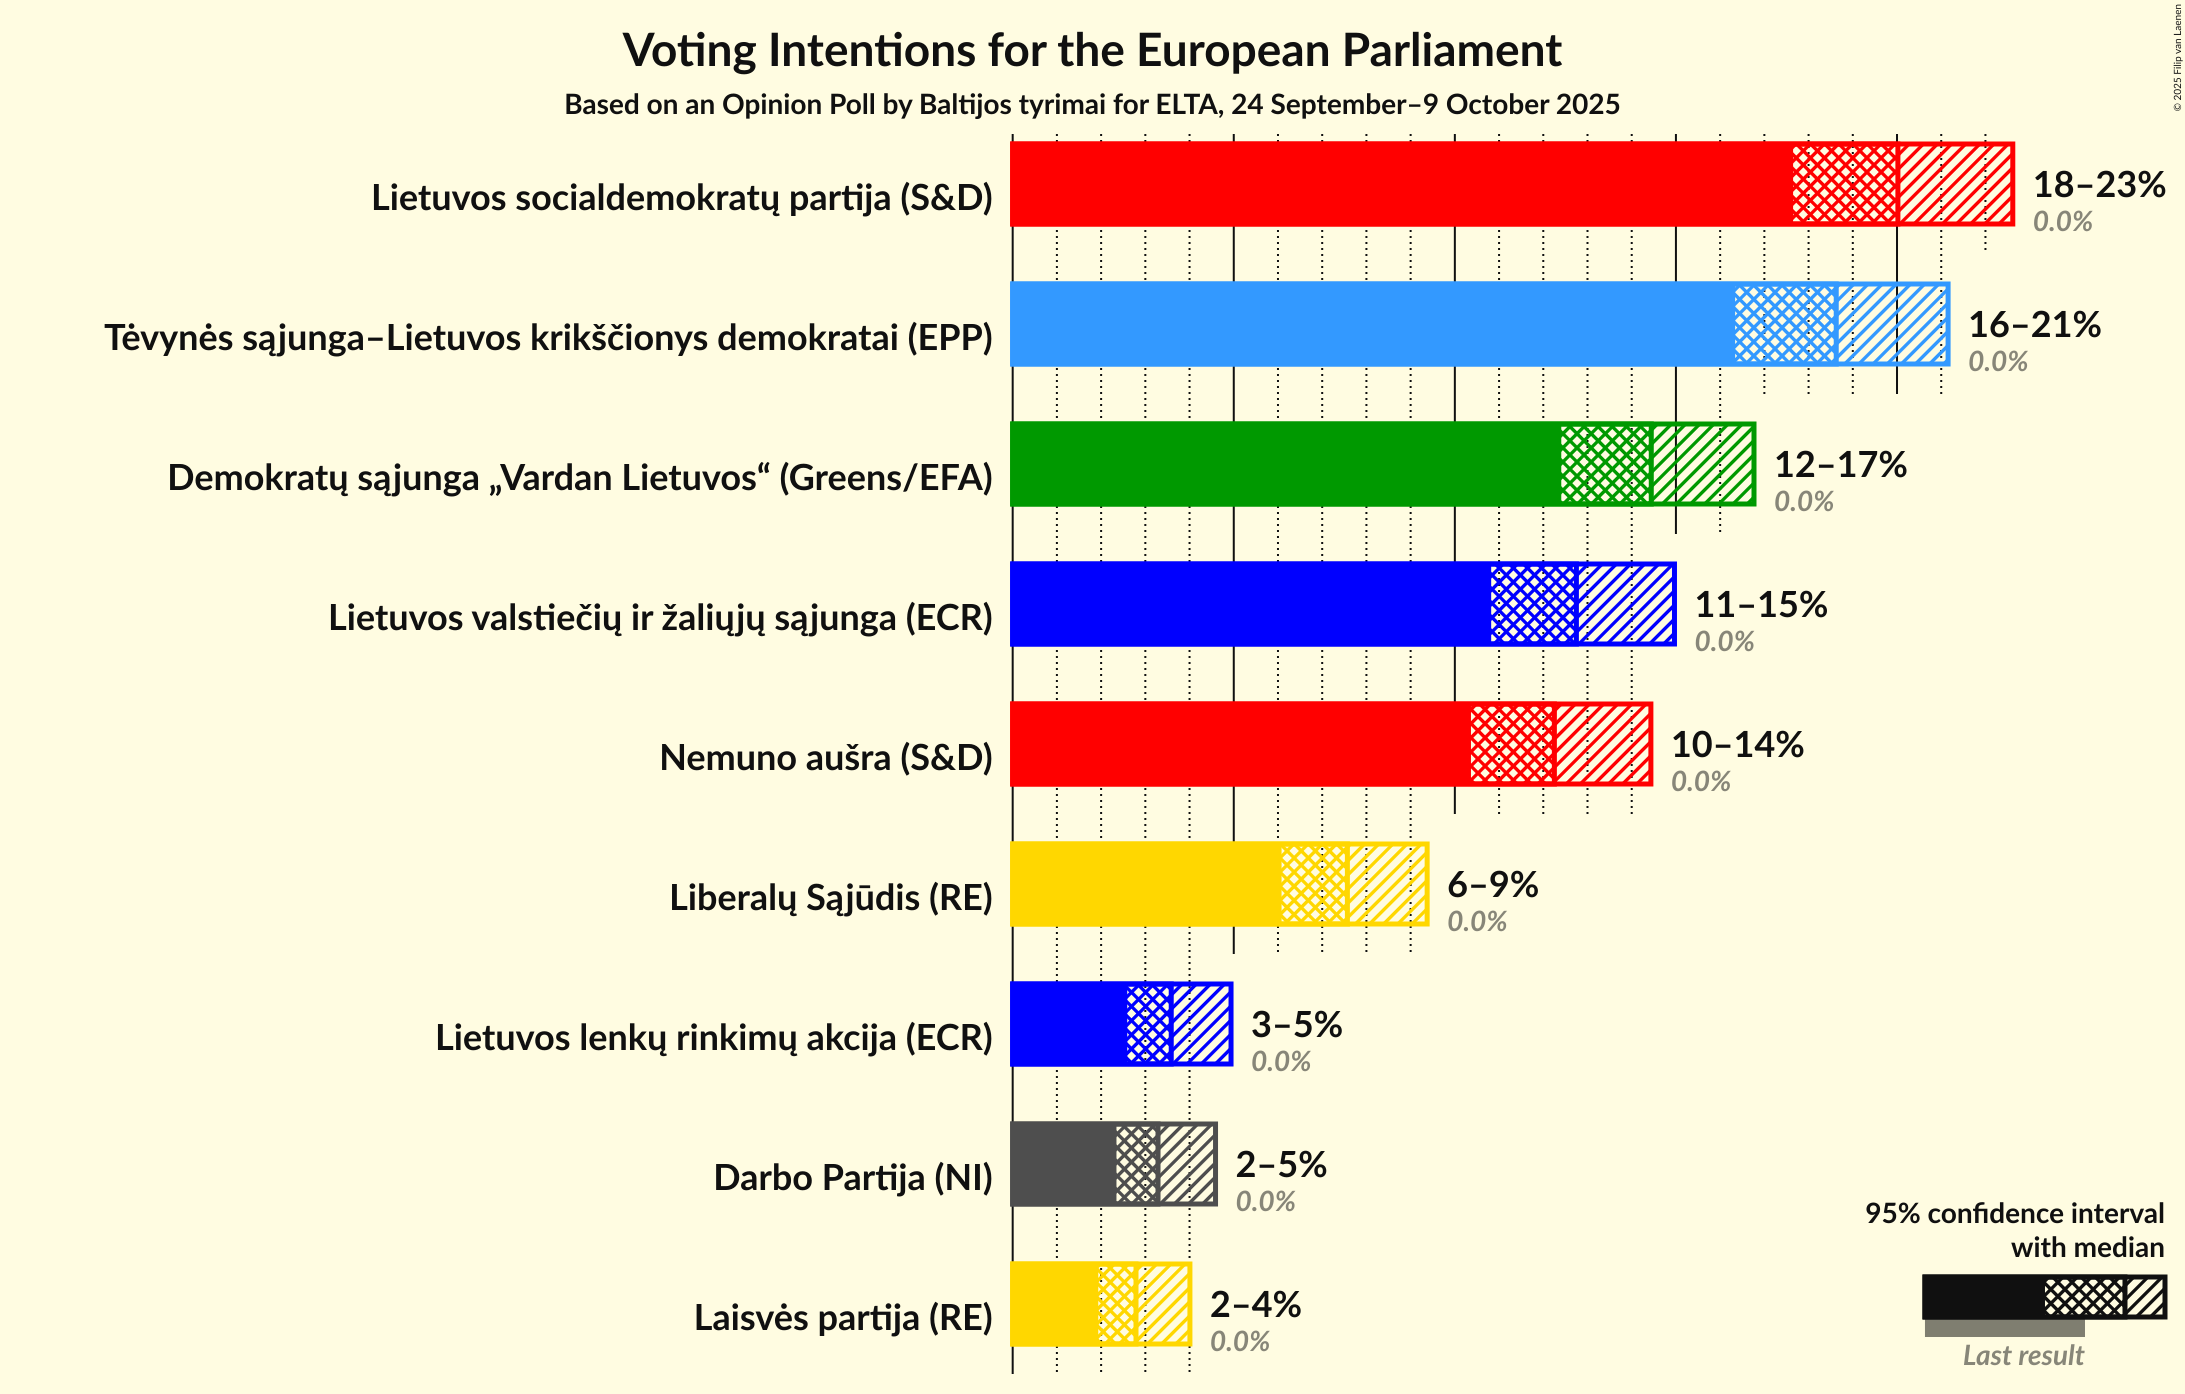 Voting Intentions for the European Parliament
Based on an Opinion Poll by Baltijos tyrimai for ELTA, 24 September–9 October 2025
© 2025 Filip van Laenen
Lietuvos socialdemokratų partija (S&D)
18–23%
0.0%
Tėvynės sąjunga–Lietuvos krikščionys demokratai (EPP)
16–21%
0.0%
Demokratų sąjunga „Vardan Lietuvos“ (Greens/EFA)
12–17%
0.0%
Lietuvos valstiečių ir žaliųjų sąjunga (ECR)
11–15%
0.0%
Nemuno aušra (S&D)
10–14%
0.0%
Liberalų Sąjūdis (RE)
6–9%
0.0%
Lietuvos lenkų rinkimų akcija (ECR)
3–5%
0.0%
Darbo Partija (NI)
2–5%
0.0%
Laisvės partija (RE)
2–4%
0.0%
95% confidence interval
with median
Last result